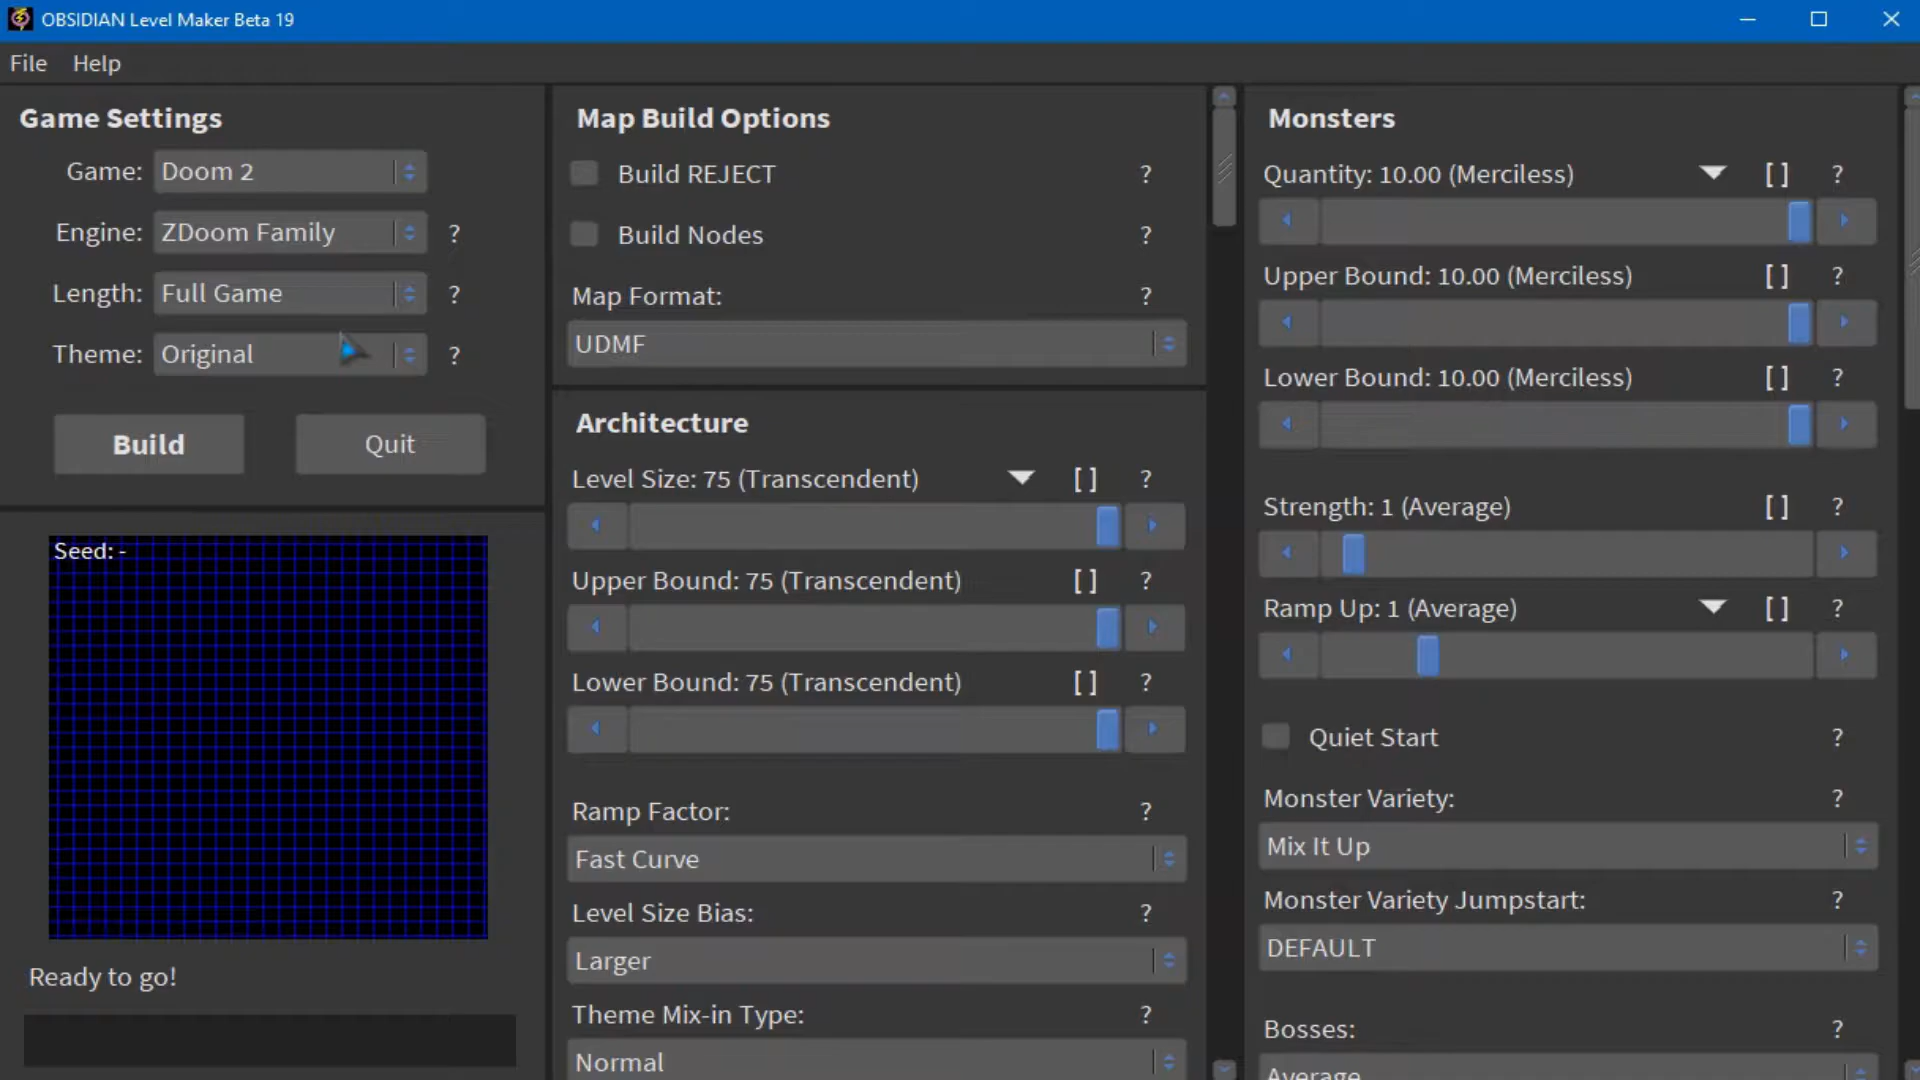 OBSIDIAN Level Maker Beta 19
File Help
Game Settings
Game: Doom 2
Engine: ZDoom Family ?
Length: Full Game ?
Theme: Original ?
Build Quit
Seed: -
Ready to go!
Map Build Options
Build REJECT ?
Build Nodes ?
Map Format: ?
UDMF
Architecture
Level Size: 75 (Transcendent) [ ] ?
Upper Bound: 75 (Transcendent) [ ] ?
Lower Bound: 75 (Transcendent) [ ] ?
Ramp Factor: ?
Fast Curve
Level Size Bias: ?
Larger
Theme Mix-in Type: ?
Normal
Monsters
Quantity: 10.00 (Merciless) [ ] ?
Upper Bound: 10.00 (Merciless) [ ] ?
Lower Bound: 10.00 (Merciless) [ ] ?
Strength: 1 (Average) [ ] ?
Ramp Up: 1 (Average) [ ] ?
Quiet Start ?
Monster Variety: ?
Mix It Up
Monster Variety Jumpstart: ?
DEFAULT
Bosses: ?
Average